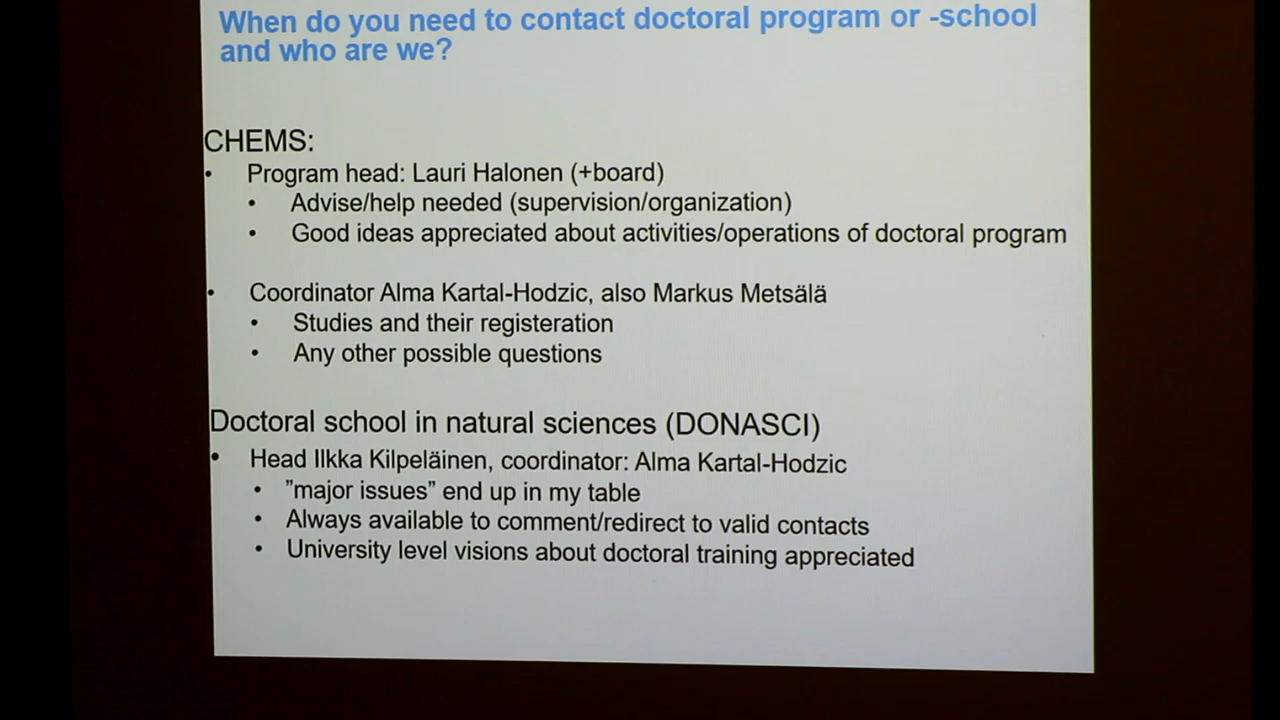 When do you need to contact doctoral program or -school
and who are we?
CHEMS:
• Program head: Lauri Halonen (+board)
• Advise/help needed (supervision/organization)
• Good ideas appreciated about activities/operations of doctoral program
• Coordinator Alma Kartal-Hodzic, also Markus Metsälä
• Studies and their registeration
• Any other possible questions
Doctoral school in natural sciences (DONASCI)
• Head Ilkka Kilpeläinen, coordinator: Alma Kartal-Hodzic
• ”major issues” end up in my table
• Always available to comment/redirect to valid contacts
• University level visions about doctoral training appreciated